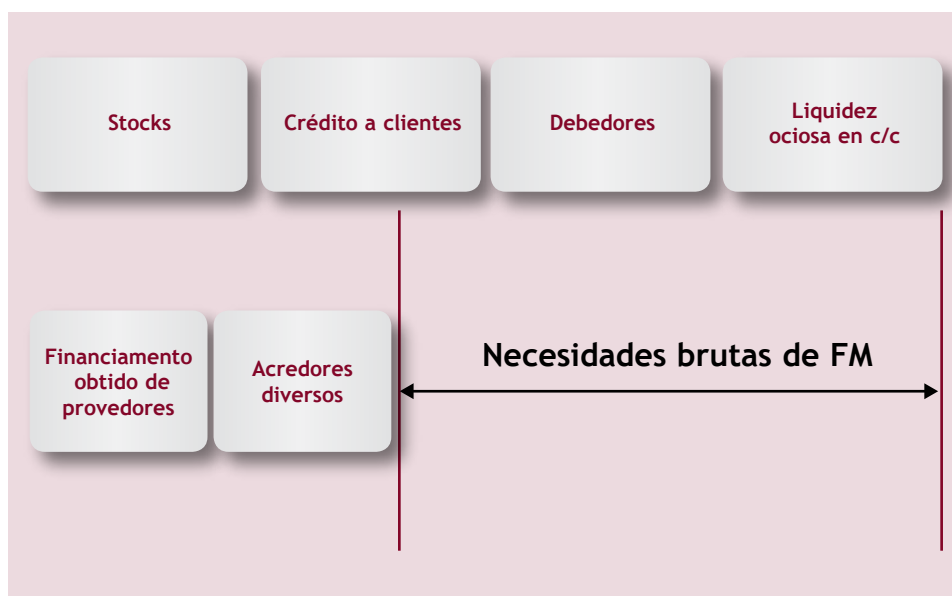 Stocks
Crédito a clientes
Debedores
Liquidez
ociosa en c/c
Financiamento
obtido de
provedores
Acredores
diversos
Necesidades brutas de FM